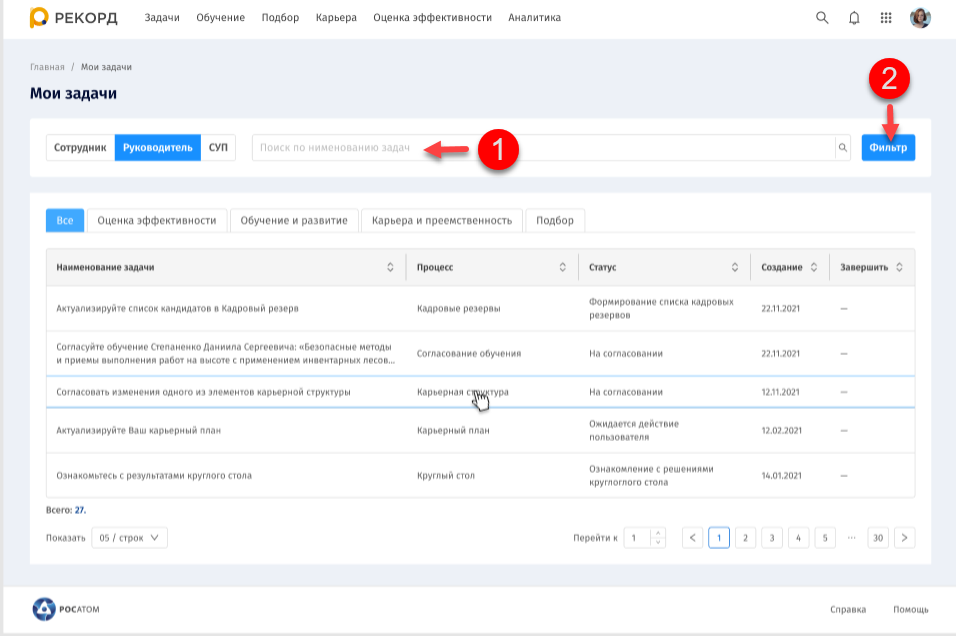 РЕКОРД Задачи Обучение Подбор Карьера Оценка эффективности Аналитика
2
Главная / Мои задачи
Мои задачи
Сотрудник Руководитель СУП Поиск по нименованию задач 1 Фильтр
Все Оценка эффективности Обучение и развитие Карьера и преемственность Подбор
Наименование задачи Процесс Статус Создание Завершить
Актуализируйте список кандидатов в Кадровый резерв Кадровые резервы Формирование списка кадровых
резервов 22.11.2021 —
Согласуйте обучение Степаненко Даниила Сергеевича: «Безопасные методы
и приемы выполнения работ на высоте с применением инвентарных лесов... Согласование обучения На согласовании 22.11.2021 —
Согласовать изменения одного из элементов карьерной структуры Карьерная структура На согласовании 12.11.2021 —
Актуализируйте Ваш карьерный план Карьерный план Ожидается действие
пользователя 12.02.2021 —
Ознакомьтесь с результатами круглого стола Круглый стол Ознакомление с решениями
кругллоглого стола 14.01.2021 —
Всего: 27.
Показать 05 / строк Перейти к 1 < 1 2 3 4 5 ... 30 >
РОСАТОМ Справка Помощь